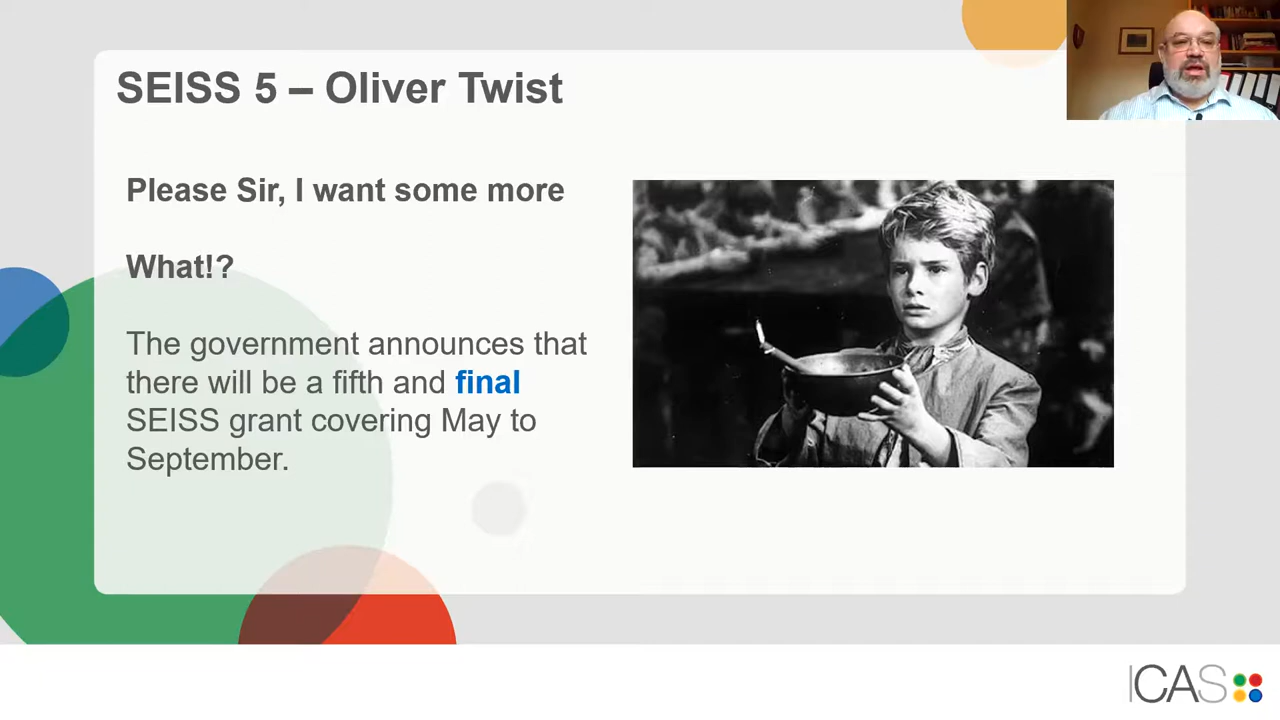 SEISS 5 – Oliver Twist
Please Sir, I want some more
What!?
The government announces that
there will be a fifth and final
SEISS grant covering May to
September.
ICAS